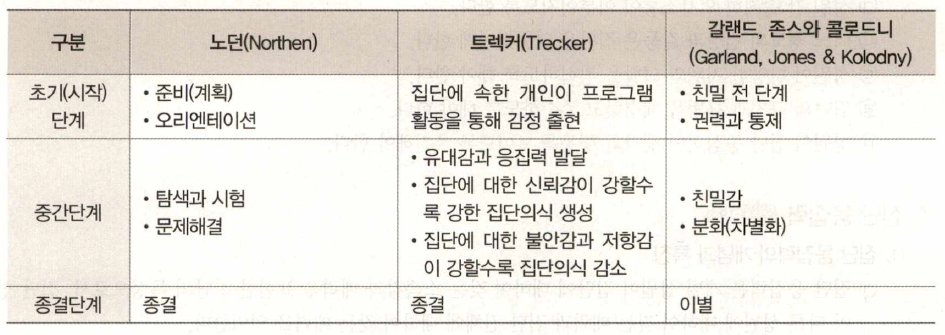 구분
노던(Northen)
트렉커(Trecker)
갈랜드, 존스와 콜로드니
(Garland, Jones & Kolodny)
초기(시작)
단계
• 준비(계획)
• 오리엔테이션
집단에 속한 개인이 프로그램
활동을 통해 감정 출현
• 친밀 전 단계
• 권력과 통제
중간단계
• 탐색과 시험
• 문제해결
• 유대감과 응집력 발달
• 집단에 대한 신뢰감이 강할수
록 강한 집단의식 생성
• 집단에 대한 불안감과 저항감
이 강할수록 집단의식 감소
• 친밀감
• 분화(차별화)
종결단계
종결
종결
이별